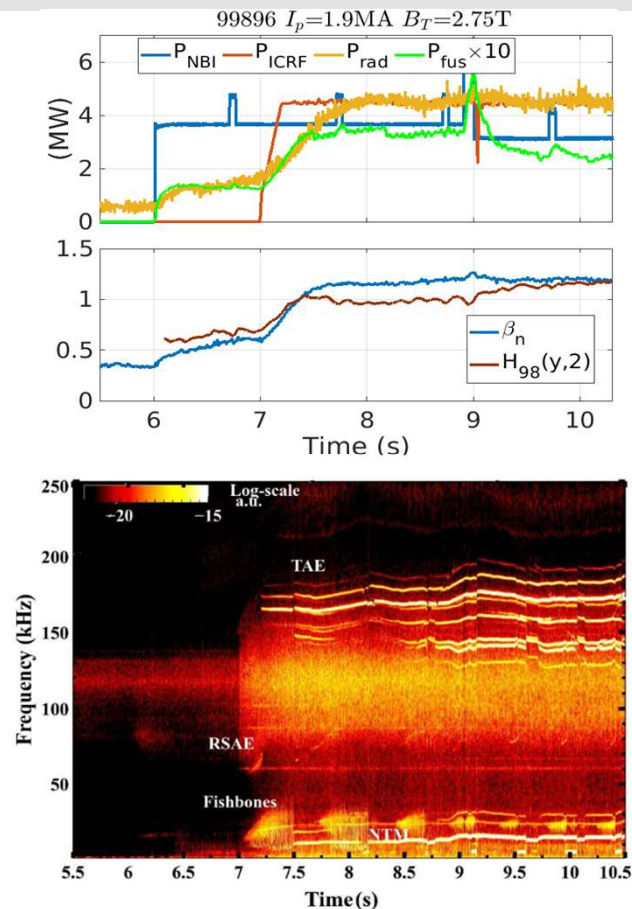 99896 I_p=1.9MA B_T=2.75T
P_NBI P_ICRF P_rad P_fus×10
(MW)
6
4
2
0
1.5
1
0.5
0
β_n
H_98(y,2)
6 7 8 9 10
Time (s)
250
200
150
100
50
Frequency (kHz)
Log-scale
a.u.
-20 -15
TAE
RSAE
Fishbones
NTM
5.5 6 6.5 7 7.5 8 8.5 9 9.5 10 10.5
Time(s)